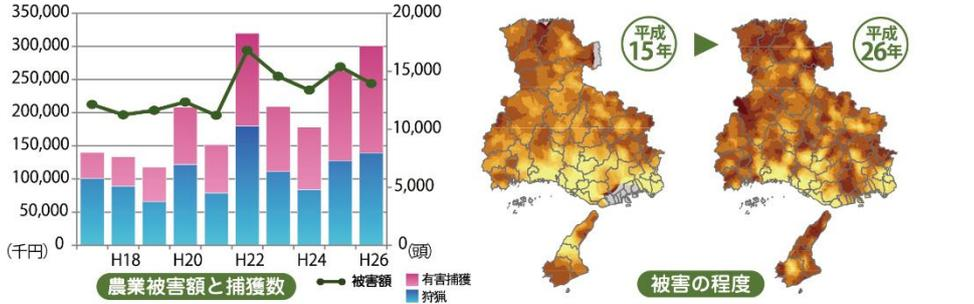 350,000
300,000
250,000
200,000
150,000
100,000
50,000
0
(千円)
20,000
15,000
10,000
5,000
0
(頭)
H18 H20 H22 H24 H26
農業被害額と捕獲数
被害額
有害捕獲
狩猟
平成
15年
平成
26年
被害の程度